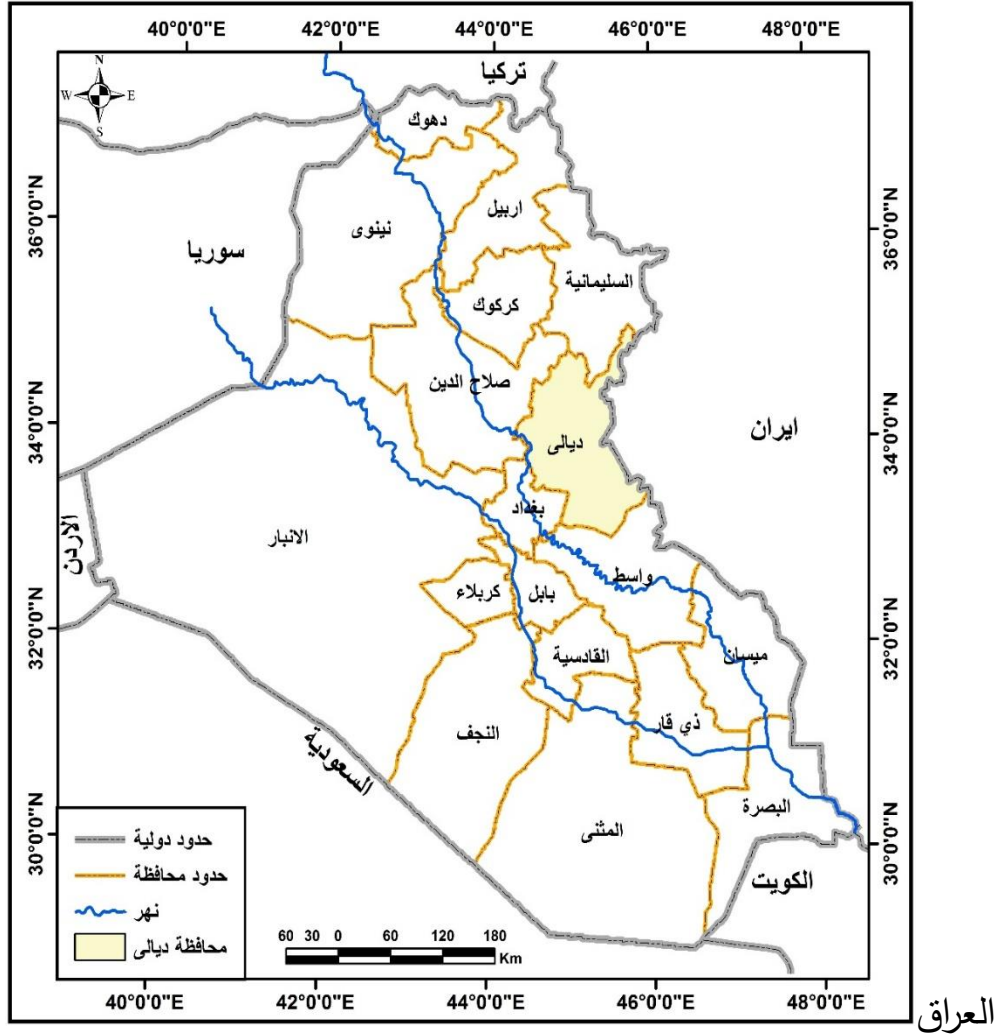 40°0'0"E 42°0'0"E 44°0'0"E 46°0'0"E 48°0'0"E
N
W E
S
تركيا
دهوك
36°0'0"N
36°0'0"N
اربيل
نينوى
سوريا
السليمانية
كركوك
صلاح الدين
34°0'0"N
34°0'0"N
ايران
ديالى
بغداد
الانبار
الاردن
واسط
كربلاء
بابل
32°0'0"N
32°0'0"N
القادسية
ميسان
النجف
ذي قار
السعودية
البصرة
المثنى
30°0'0"N
30°0'0"N
الكويت
حدود دولية
حدود محافظة
نهر
محافظة ديالى
60 30 0 60 120 180
Km
40°0'0"E 42°0'0"E 44°0'0"E 46°0'0"E 48°0'0"E
العراق